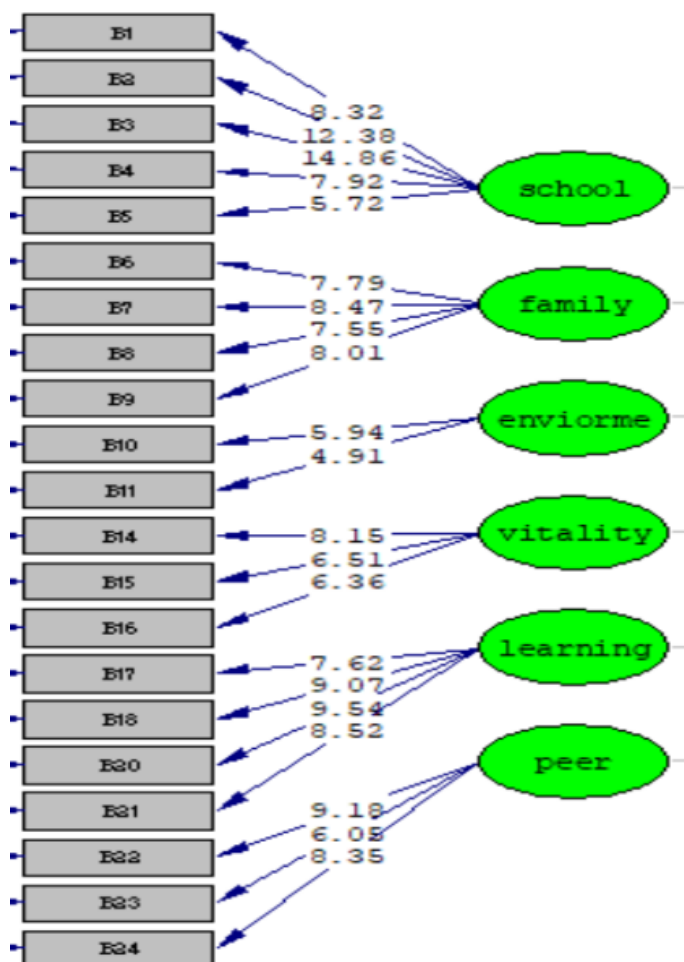 B1
B2
B3
B4
B5
B6
B7
B8
B9
B10
B11
B14
B15
B16
B17
B18
B20
B21
B22
B23
B24
8.32
12.38
14.86
7.92
5.72
7.79
8.47
7.55
8.01
5.94
4.91
8.15
6.51
6.36
7.62
9.07
9.54
8.52
9.18
6.05
8.35
school
family
enviorme
vitality
learning
peer